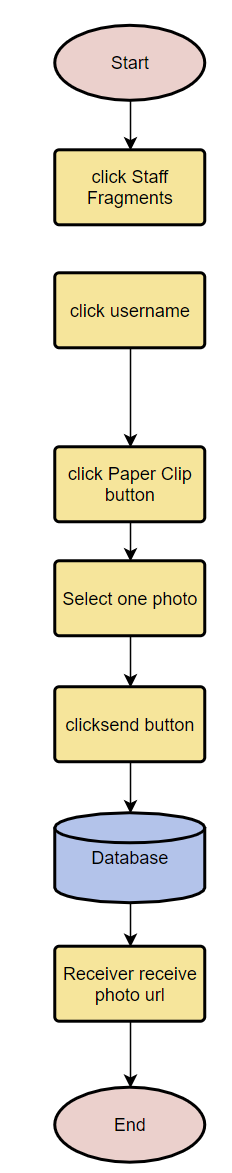 Start
click Staff
Fragments
click username
click Paper Clip
button
Select one photo
clicksend button
Database
Receiver receive
photo url
End